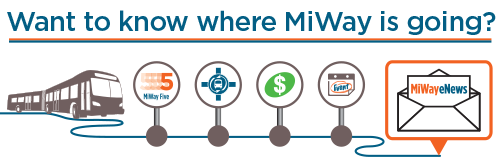 Want to know where MiWay is going?
5
MiWay Five
$
EVENT
MiWayeNews